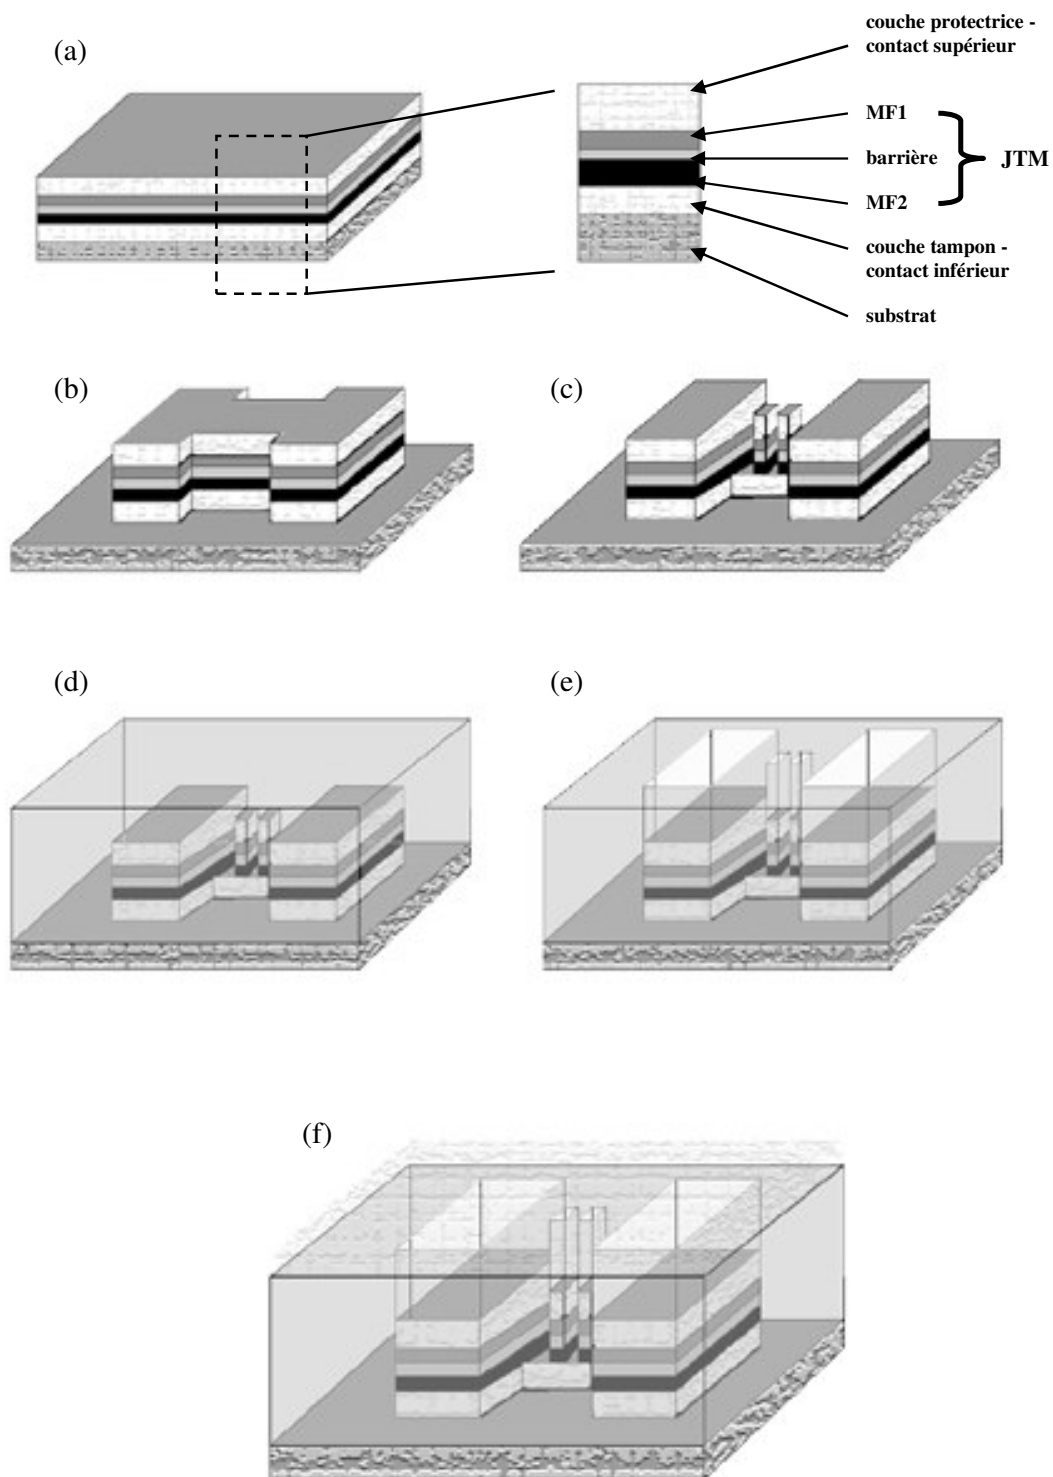 (a)
couche protectrice -
contact supérieur
MF1
barrière
JTM
MF2
couche tampon -
contact inférieur
substrat
(b)
(c)
(d)
(e)
(f)